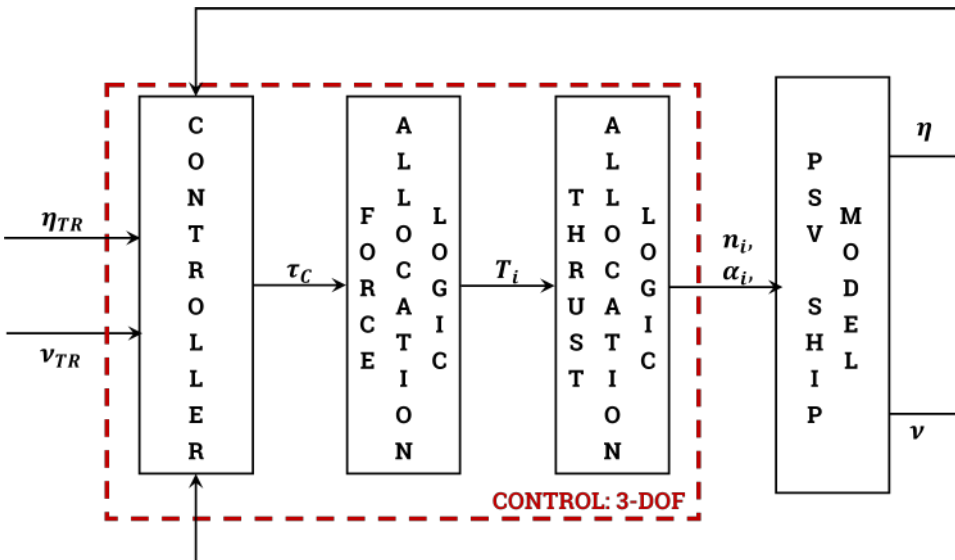 CONTROLLER
FORCE
ALLOCATION
LOGIC
THRUST
ALLOCATION
LOGIC
PSV SHIP
MODEL
η
η_TR
n_i,
α_i,
τ_C
T_i
ν_TR
ν
CONTROL: 3-DOF